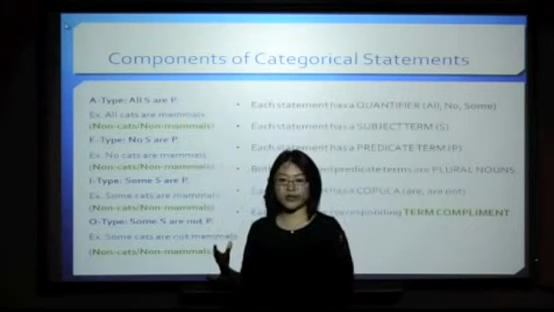 Components of Categorical Statements
A-Type: All S are P.
Ex. All cats are mammals
(Non-cats/Non-mammals)
E-Type: No S are P.
Ex. No cats are mammals
(Non-cats/Non-mammals)
I-Type: Some S are P.
Ex. Some cats are mammals
(Non-cats/Non-mammals)
O-Type: Some S are not P.
Ex. Some cats are not mammals
(Non-cats/Non-mammals)
• Each statement has a QUANTIFIER (All, No, Some)
• Each statement has a SUBJECT TERM (S)
• Each statement has a PREDICATE TERM (P)
• predicate terms are PLURAL NOUNS.
• has a COPULA (are, are not)
• TERM COMPLIMENT